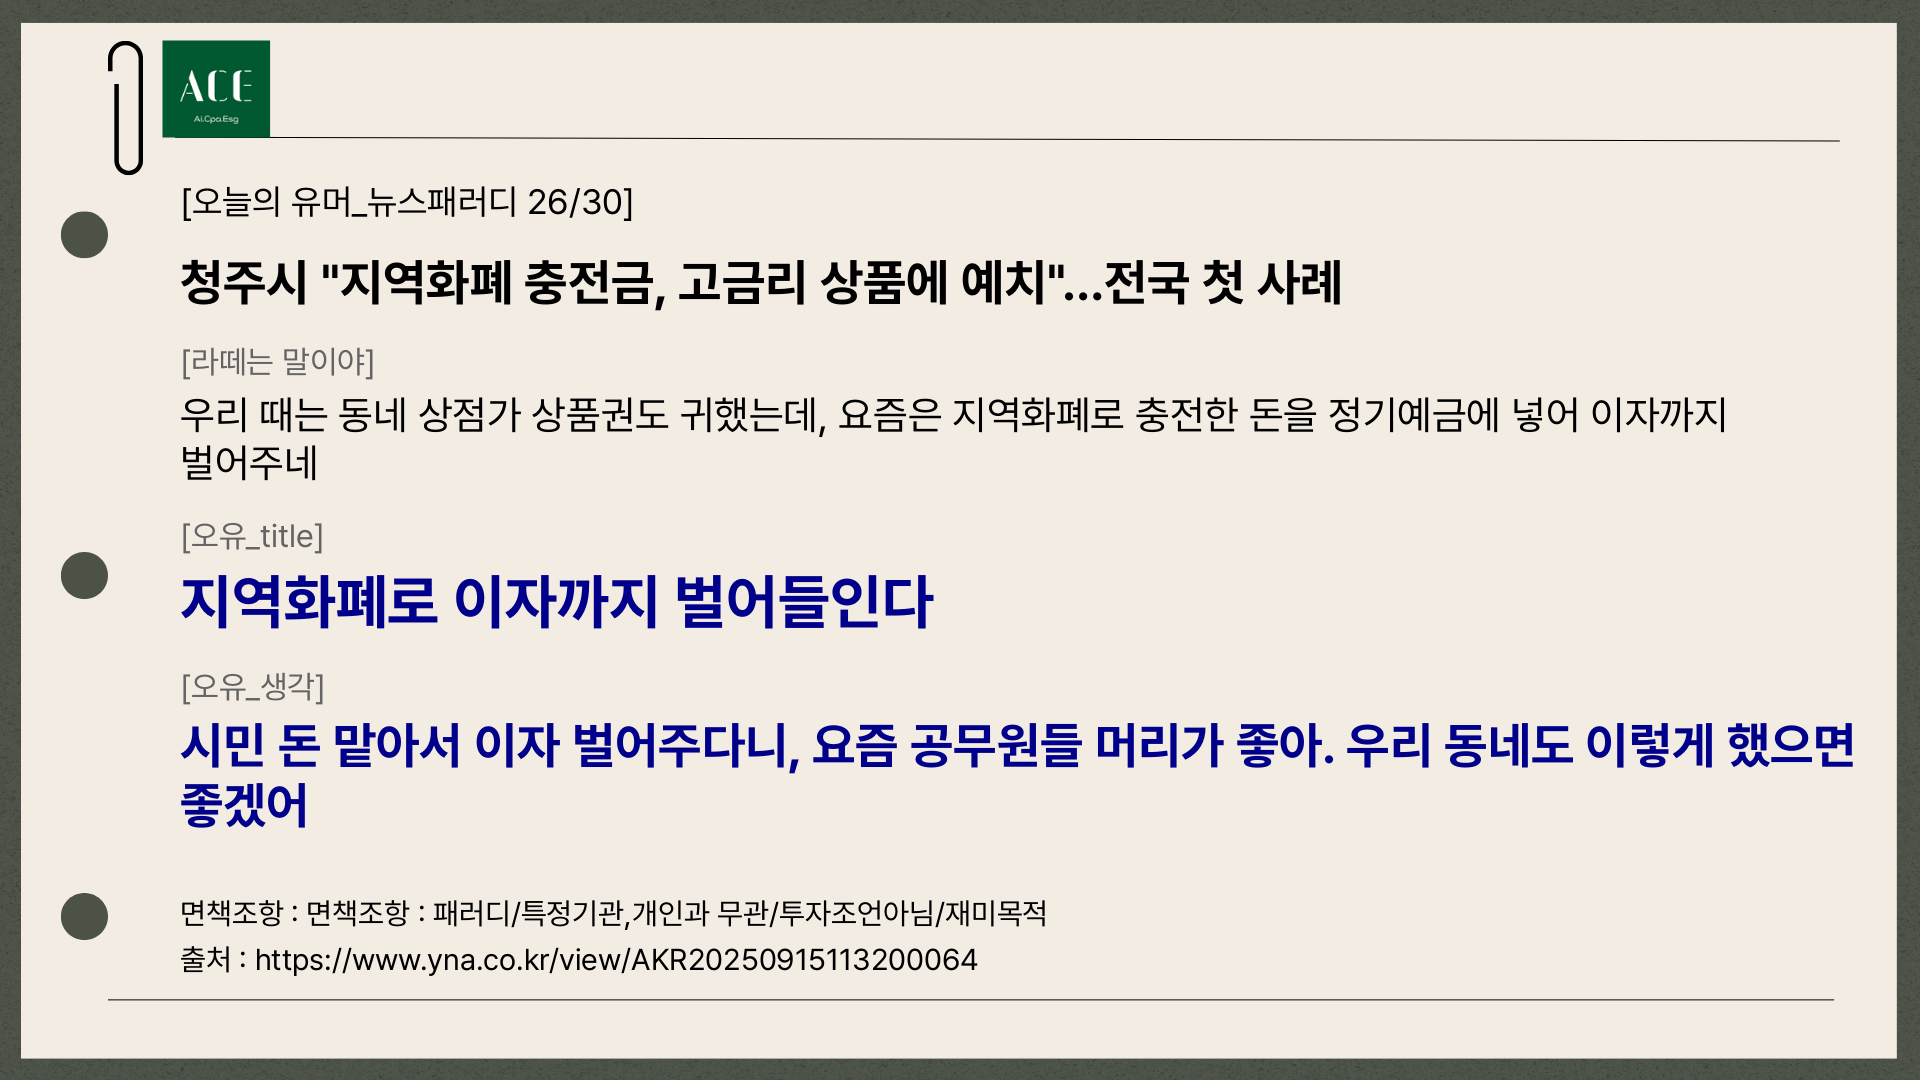 ACE
Ai.Cpa.Esg
[오늘의 유머_뉴스패러디 26/30]
청주시 "지역화폐 충전금, 고금리 상품에 예치"...전국 첫 사례
[라떼는 말이야]
우리 때는 동네 상점가 상품권도 귀했는데, 요즘은 지역화폐로 충전한 돈을 정기예금에 넣어 이자까지
벌어주네
[오유_title]
지역화폐로 이자까지 벌어들인다
[오유_생각]
시민 돈 맡아서 이자 벌어주다니, 요즘 공무원들 머리가 좋아. 우리 동네도 이렇게 했으면
좋겠어
면책조항 : 면책조항 : 패러디/특정기관,개인과 무관/투자조언아님/재미목적
출처 : https://www.yna.co.kr/view/AKR20250915113200064